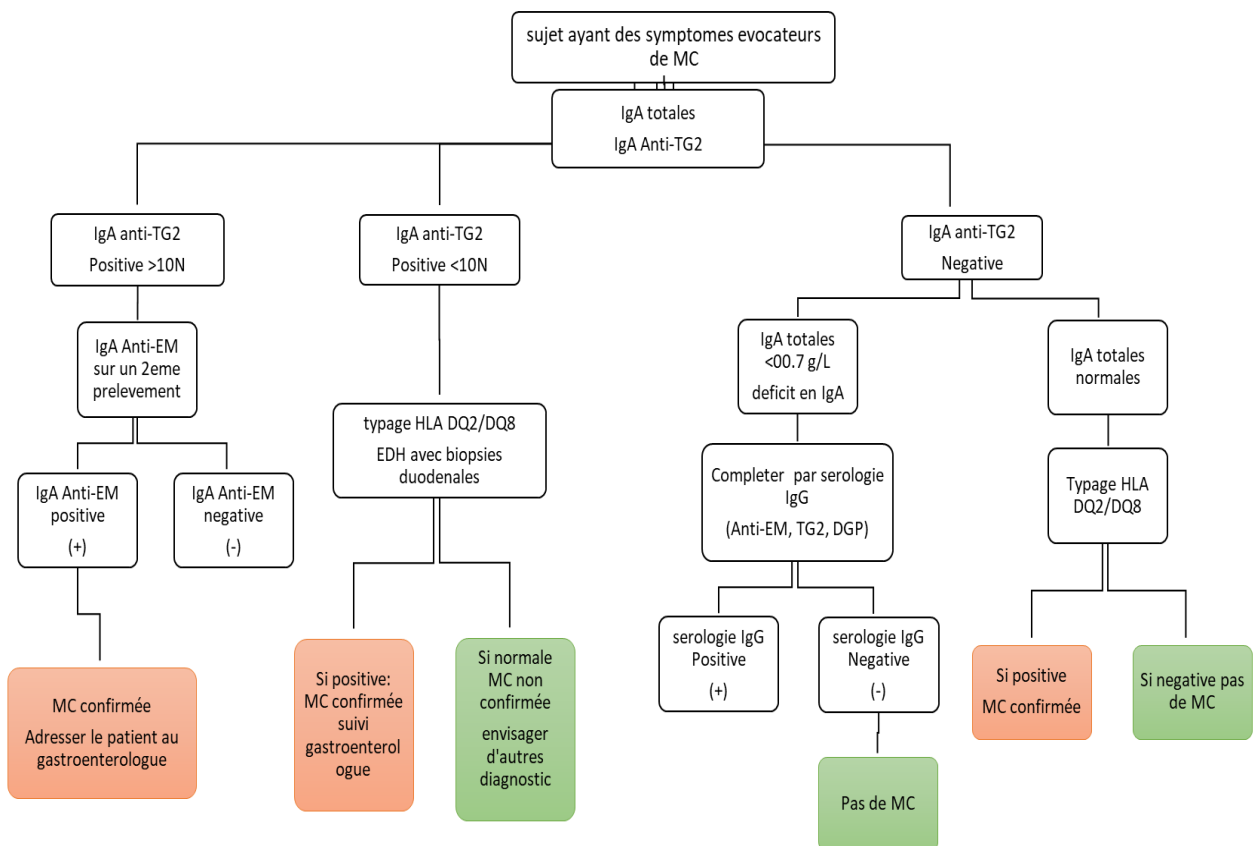 sujet ayant des symptomes evocateurs
de MC
IgA totales
IgA Anti-TG2
IgA anti-TG2
Positive >10N
IgA anti-TG2
Positive <10N
IgA anti-TG2
Negative
IgA Anti-EM
sur un 2eme
prelevement
IgA totales
<00.7 g/L
deficit en IgA
IgA totales
normales
typage HLA DQ2/DQ8
EDH avec biopsies
duodenales
IgA Anti-EM
positive
(+)
IgA Anti-EM
negative
(-)
Completer par serologie
IgG
(Anti-EM, TG2, DGP)
Typage HLA
DQ2/DQ8
serologie IgG
Positive
(+)
serologie IgG
Negative
(-)
MC confirmée
Adresser le patient au
gastroenterologue
Si positive:
MC confirmée
suivi
gastroenterol
ogue
Si normale
MC non
confirmée
envisager
d'autres
diagnostic
Si positive
MC confirmée
Si negative pas
de MC
Pas de MC